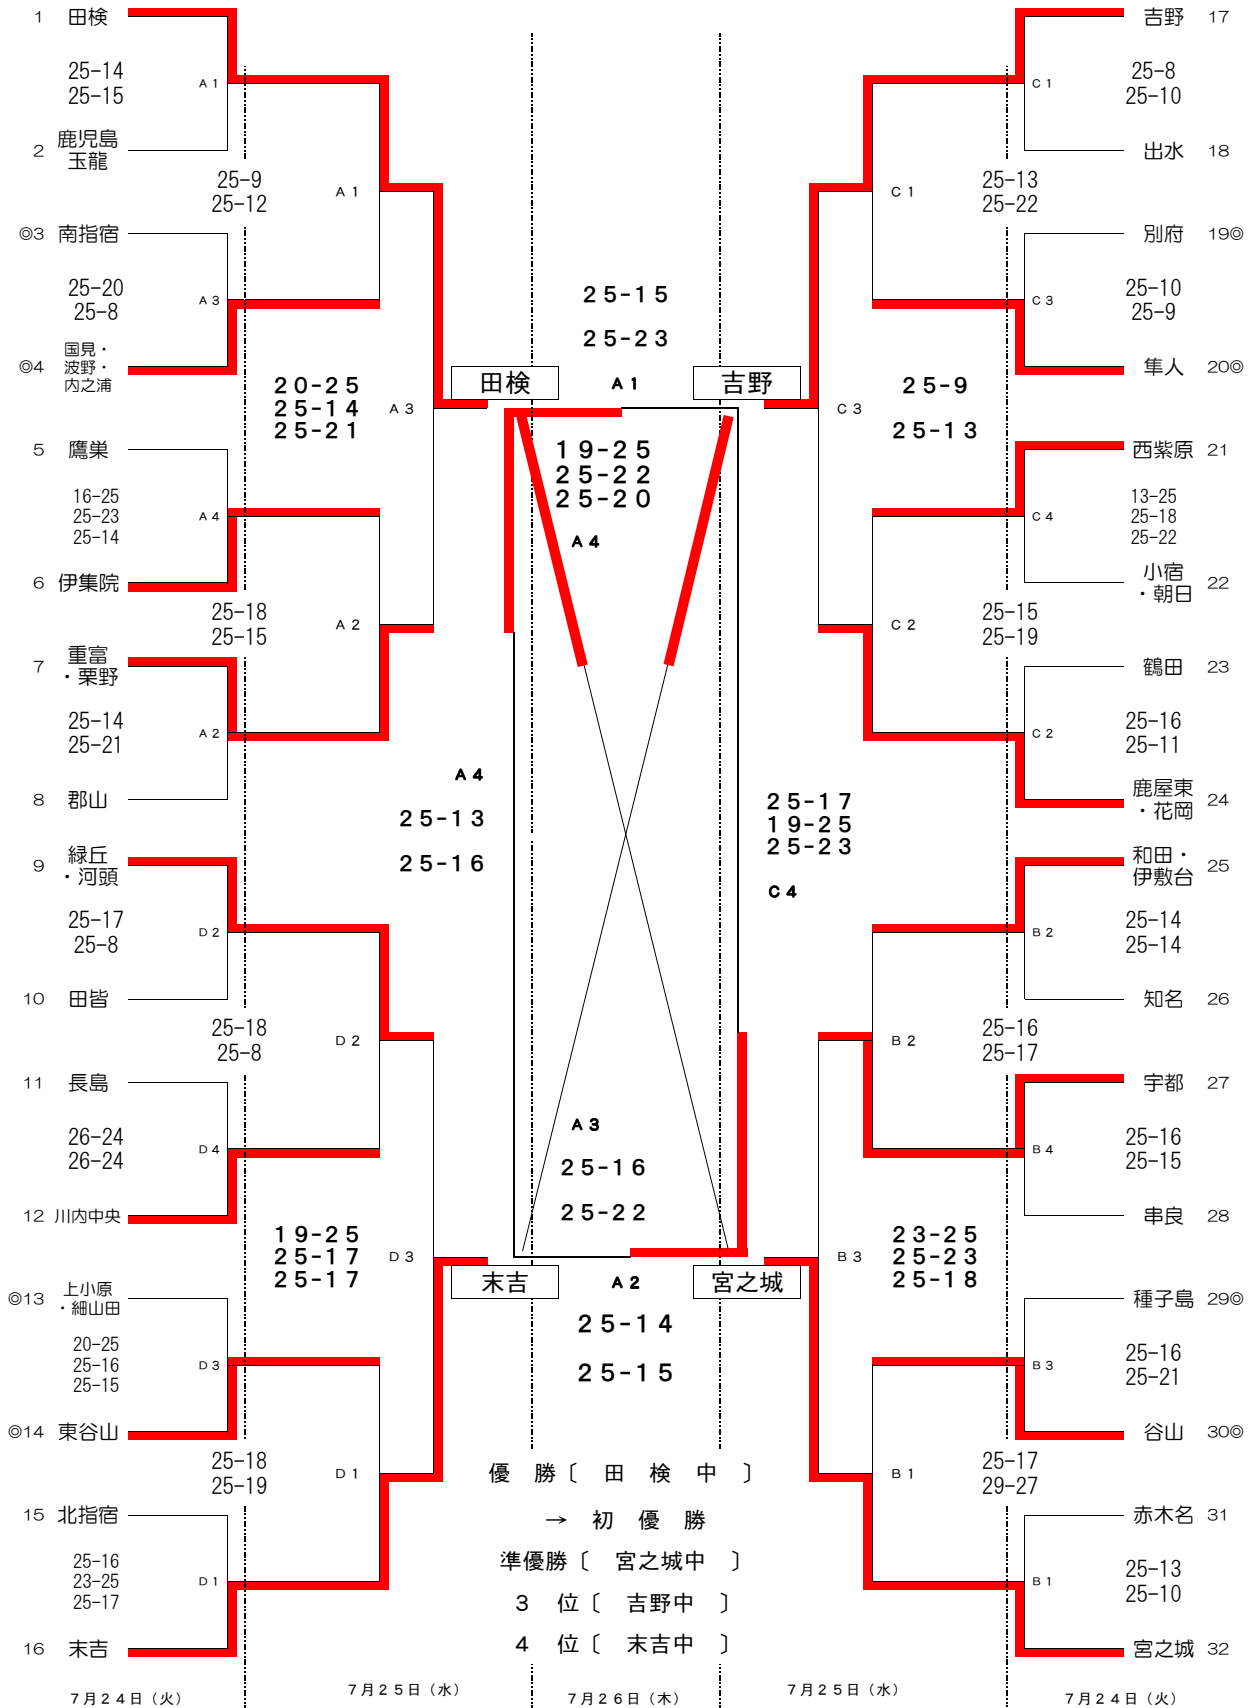 1 田検
25-14
25-15
A1
2 鹿児島
玉龍
25-9
25-12
A1
◎3 南指宿
25-20
25-8
A3
◎4 国見・
波野・
内之浦
20-25
25-14
25-21
A3
5 鷹巣
16-25
25-23
25-14
A4
6 伊集院
25-18
25-15
A2
7 重富
・栗野
25-14
25-21
A2
8 郡山
9 緑丘
・河頭
25-17
25-8
D2
10 田皆
25-18
25-8
D2
11 長島
26-24
26-24
D4
12 川内中央
19-25
25-17
25-17
D3
◎13 上小原
・細山田
20-25
25-16
25-15
D3
◎14 東谷山
25-18
25-19
D1
15 北指宿
25-16
23-25
25-17
D1
16 末吉
25-15
25-23
A1
田検
吉野
19-25
25-22
25-20
A4
A4
25-13
25-16
25-17
19-25
25-23
C4
A3
25-16
25-22
末吉
宮之城
A2
25-14
25-15
優勝〔 田検中 〕
→ 初優勝
準優勝〔 宮之城中 〕
3 位〔 吉野中 〕
4 位〔 末吉中 〕
吉野 17
25-8
25-10
C1
出水 18
25-13
25-22
C1
別府 19◎
25-10
25-9
C3
隼人 20◎
25-9
25-13
C3
西紫原 21
13-25
25-18
25-22
C4
小宿
・朝日 22
25-15
25-19
C2
鶴田 23
25-16
25-11
C2
鹿屋東
・花岡 24
和田・
伊敷台 25
25-14
25-14
B2
知名 26
25-16
25-17
B2
宇都 27
25-16
25-15
B4
串良 28
23-25
25-23
25-18
B3
種子島 29◎
25-16
25-21
B3
谷山 30◎
25-17
29-27
B1
赤木名 31
25-13
25-10
B1
宮之城 32
7月24日（火）
7月25日（水）
7月26日（木）
7月25日（水）
7月24日（火）